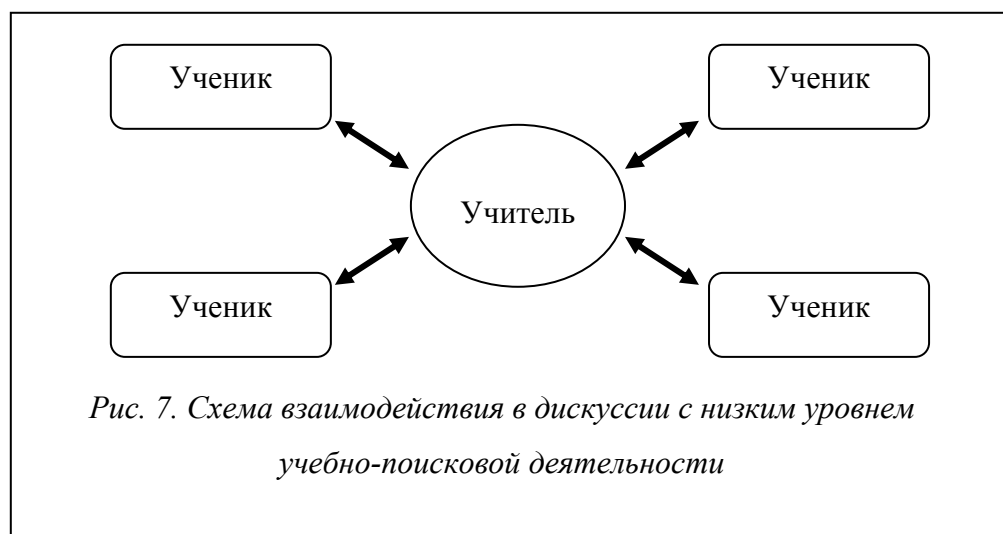 Ученик
Ученик
Учитель
Ученик
Ученик
Рис. 7. Схема взаимодействия в дискуссии с низким уровнем
учебно-поисковой деятельности